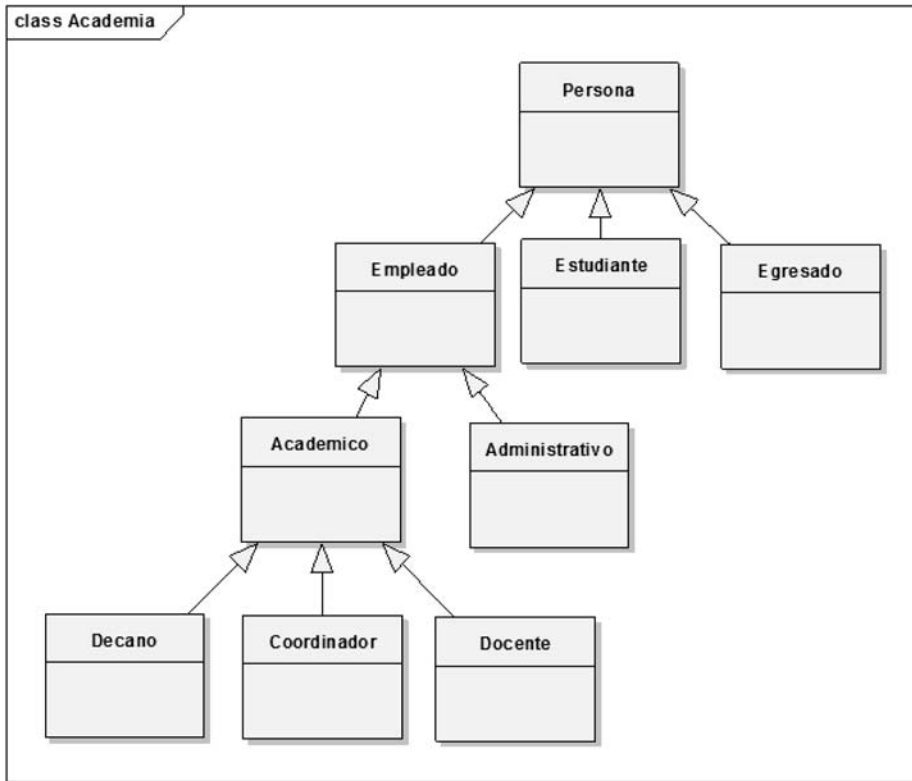 class Academia
Persona
Empleado
Estudiante
Egresado
Academico
Administrativo
Decano
Coordinador
Docente